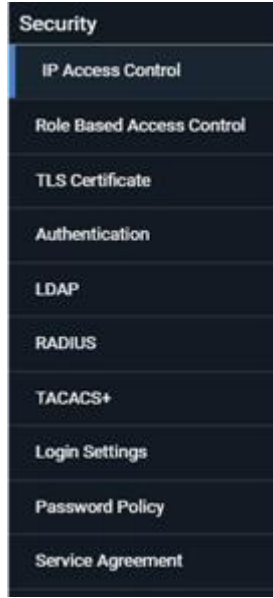 Security
IP Access Control
Role Based Access Control
TLS Certificate
Authentication
LDAP
RADIUS
TACACS+
Login Settings
Password Policy
Service Agreement